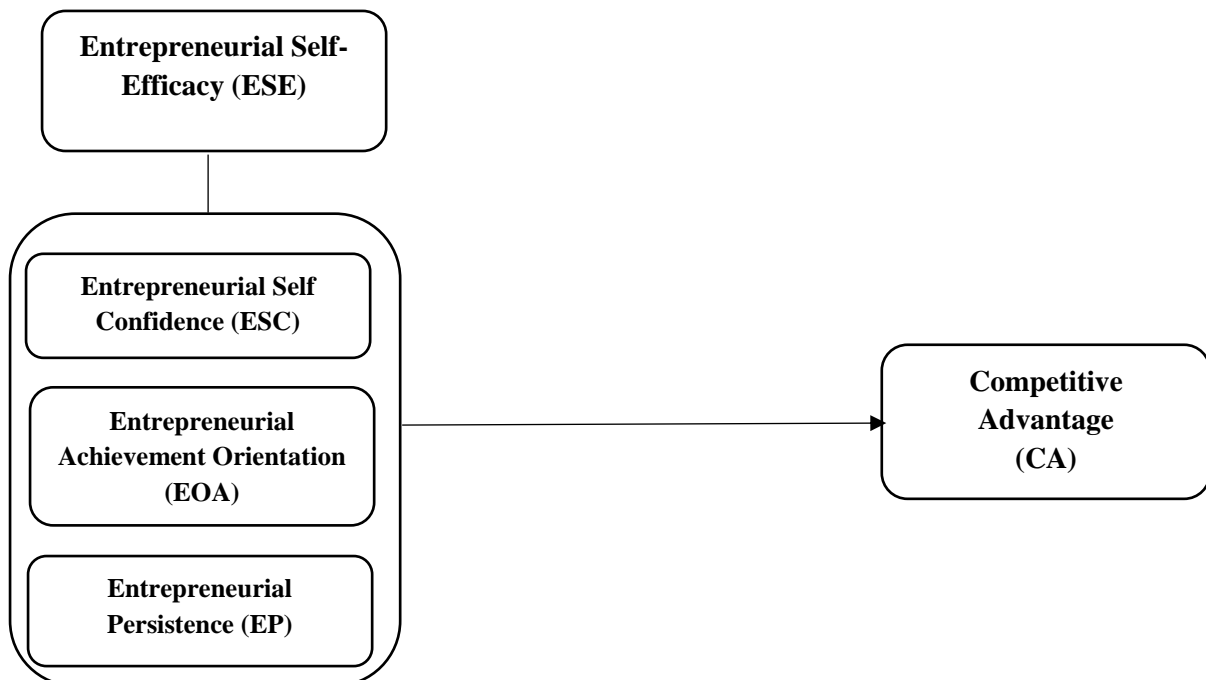 Entrepreneurial Self-
Efficacy (ESE)
Entrepreneurial Self
Confidence (ESC)
Entrepreneurial
Achievement Orientation
(EOA)
Entrepreneurial
Persistence (EP)
Competitive
Advantage
(CA)